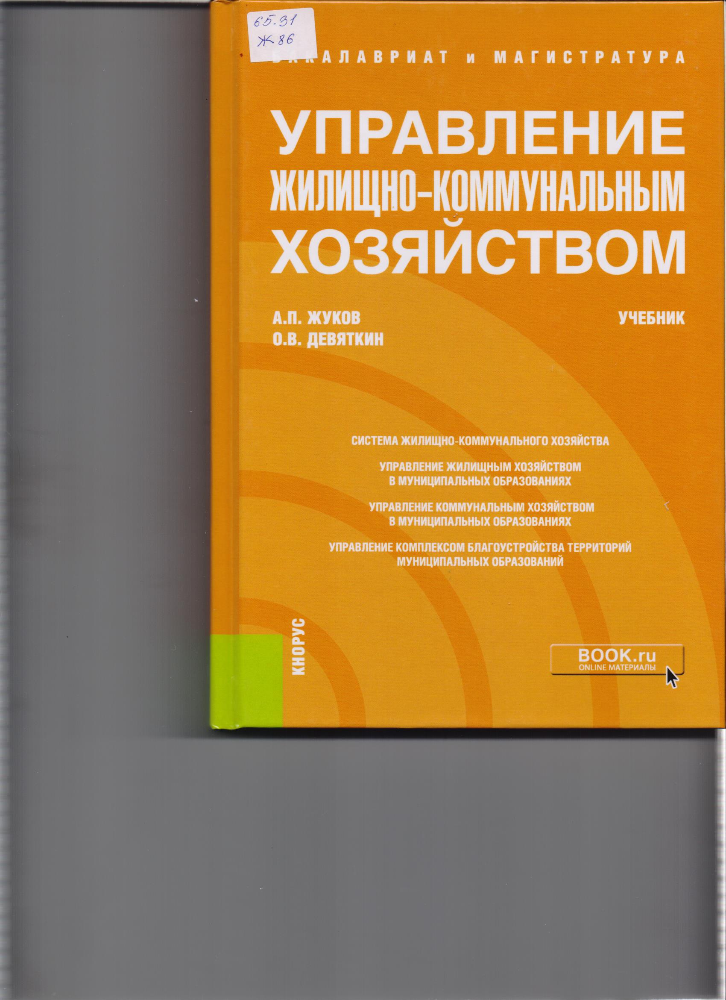 65.31
Ж 86
БАКАЛАВРИАТ и МАГИСТРАТУРА
УПРАВЛЕНИЕ
ЖИЛИЩНО-КОММУНАЛЬНЫМ
ХОЗЯЙСТВОМ
А.П. ЖУКОВ
О.В. ДЕВЯТКИН
УЧЕБНИК
СИСТЕМА ЖИЛИЩНО-КОММУНАЛЬНОГО ХОЗЯЙСТВА
УПРАВЛЕНИЕ ЖИЛИЩНЫМ ХОЗЯЙСТВОМ
В МУНИЦИПАЛЬНЫХ ОБРАЗОВАНИЯХ
УПРАВЛЕНИЕ КОММУНАЛЬНЫМ ХОЗЯЙСТВОМ
В МУНИЦИПАЛЬНЫХ ОБРАЗОВАНИЯХ
УПРАВЛЕНИЕ КОМПЛЕКСОМ БЛАГОУСТРОЙСТВА ТЕРРИТОРИЙ
МУНИЦИПАЛЬНЫХ ОБРАЗОВАНИЙ
КНОРУС
BOOK.ru
ONLINE МАТЕРИАЛЫ